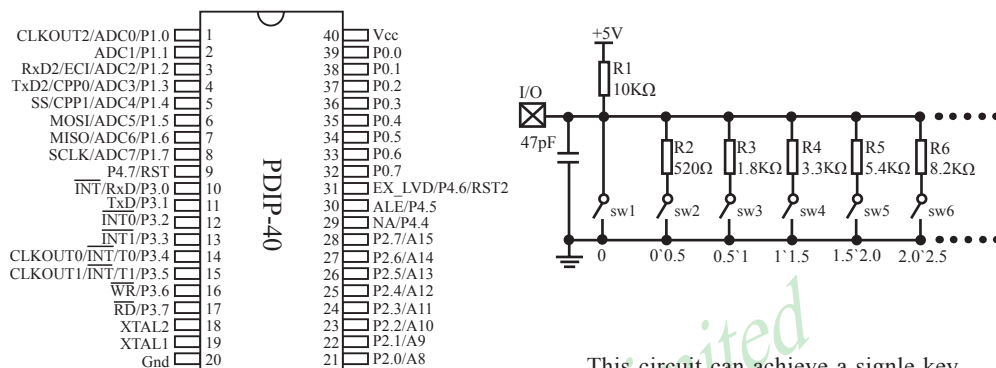 CLKOUT2/ADC0/P1.0 1 40 Vcc
ADC1/P1.1 2 39 P0.0
RxD2/ECI/ADC2/P1.2 3 38 P0.1
TxD2/CPP0/ADC3/P1.3 4 37 P0.2
SS/CPP1/ADC4/P1.4 5 36 P0.3
MOSI/ADC5/P1.5 6 35 P0.4
MISO/ADC6/P1.6 7 34 P0.5
SCLK/ADC7/P1.7 8 33 P0.6
P4.7/RST 9 32 P0.7
INT/RxD/P3.0 10 31 EX_LVD/P4.6/RST2
TxD/P3.1 11 30 ALE/P4.5
INT0/P3.2 12 29 NA/P4.4
INT1/P3.3 13 28 P2.7/A15
CLKOUT0/INT/T0/P3.4 14 27 P2.6/A14
CLKOUT1/INT/T1/P3.5 15 26 P2.5/A13
WR/P3.6 16 25 P2.4/A12
RD/P3.7 17 24 P2.3/A11
XTAL2 18 23 P2.2/A10
XTAL1 19 22 P2.1/A9
Gnd 20 21 P2.0/A8
PDIP-40
+5V
R1
10KΩ
I/O
47pF
R2 R3 R4 R5 R6
520Ω 1.8KΩ 3.3KΩ 5.4KΩ 8.2KΩ
sw1 sw2 sw3 sw4 sw5 sw6
0 0`0.5 0.5`1 1`1.5 1.5`2.0 2.0`2.5
This circuit can achieve a signle key